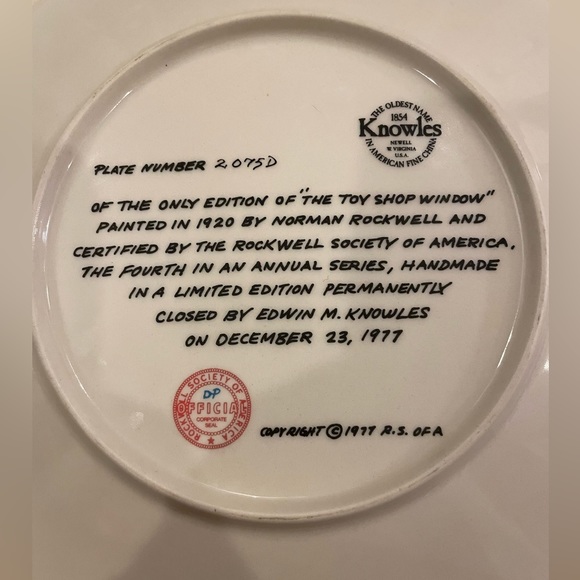 THE OLDEST NAME
1854
Knowles
NEWELL
W. VIRGINIA
U.S.A.
IN AMERICAN FINE CHINA
PLATE NUMBER 2075D
OF THE ONLY EDITION OF "THE TOY SHOP WINDOW"
PAINTED IN 1920 BY NORMAN ROCKWELL AND
CERTIFIED BY THE ROCKWELL SOCIETY OF AMERICA.
THE FOURTH IN AN ANNUAL SERIES, HANDMADE
IN A LIMITED EDITION PERMANENTLY
CLOSED BY EDWIN M. KNOWLES
ON DECEMBER 23, 1977
ROCKWELL SOCIETY OF AMERICA
DP
OFFICIAL
CORPORATE
SEAL
COPYRIGHT © 1977 R.S. OF A